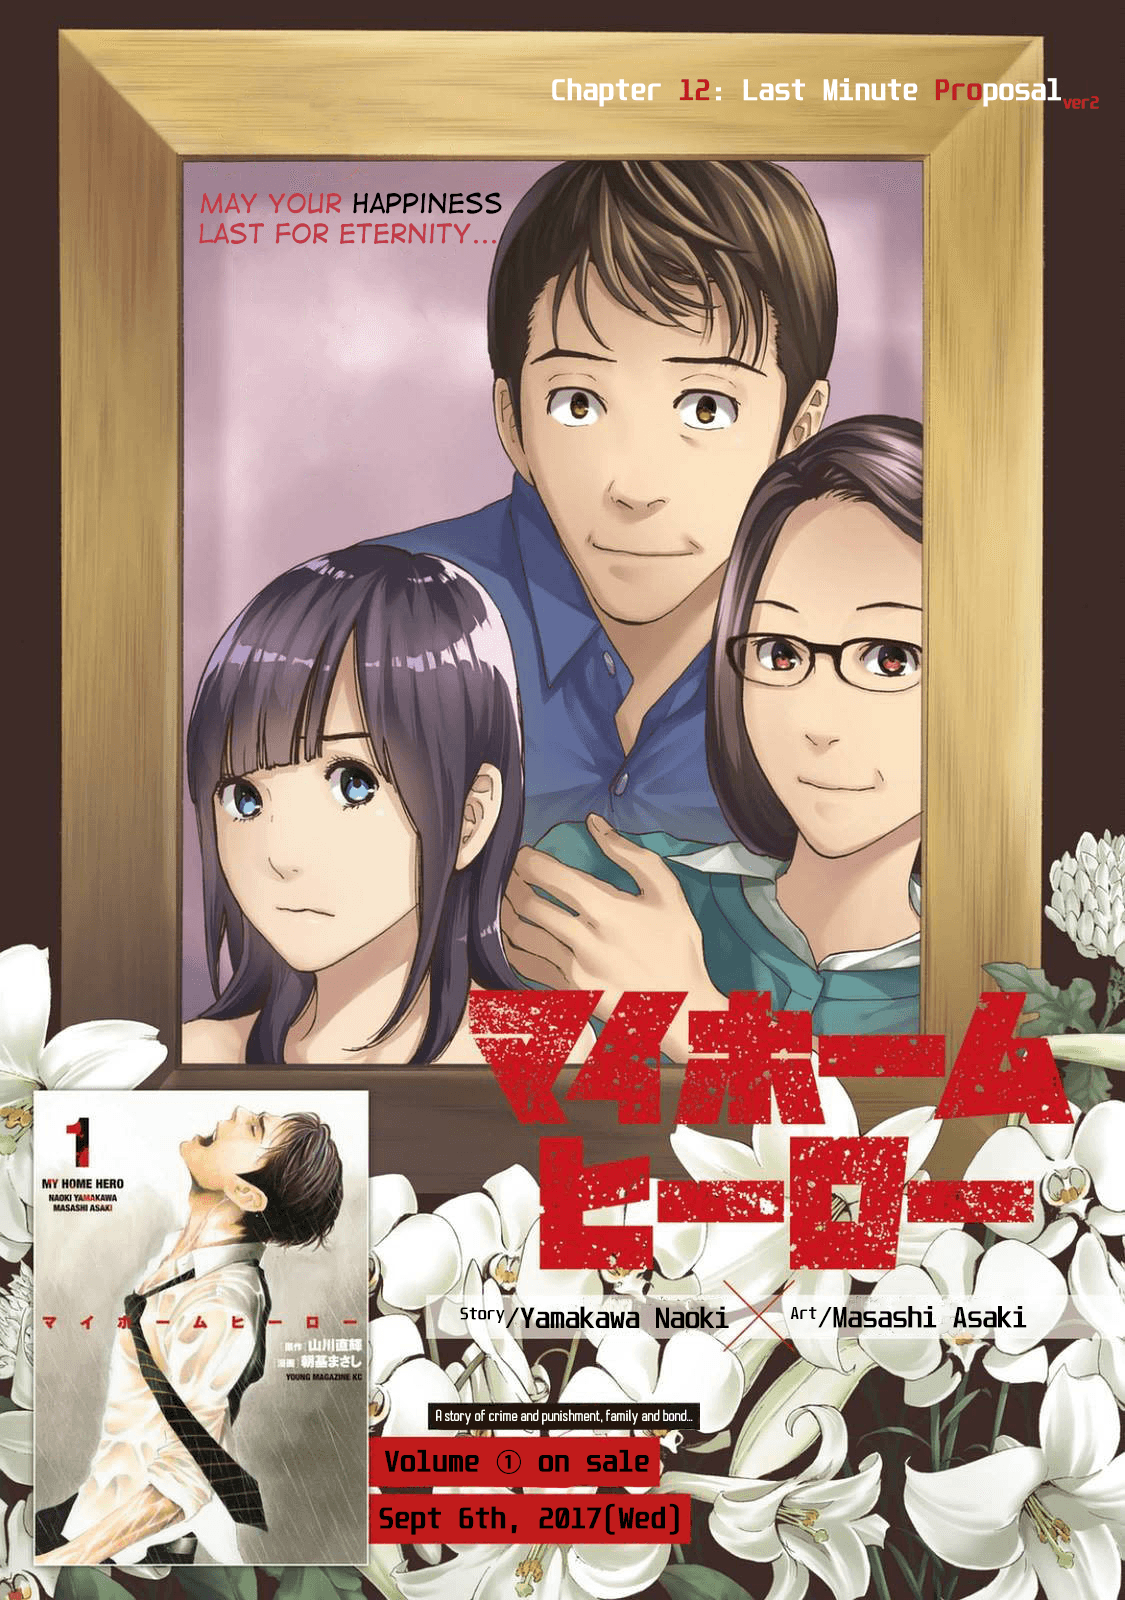 Chapter 12: Last Minute Proposal ver2
MAY YOUR HAPPINESS
LAST FOR ETERNITY...
マイホーム
ヒーロー
Story/Yamakawa Naoki × Art/Masashi Asaki
1
MY HOME HERO
NAOKI YAMAKAWA
MASASHI ASAKI
マイホームヒーロー
原作 山川直輝
漫画 朝基まさし
YOUNG MAGAZINE KC
A story of crime and punishment, family and bond...
Volume ① on sale
Sept 6th, 2017(Wed)